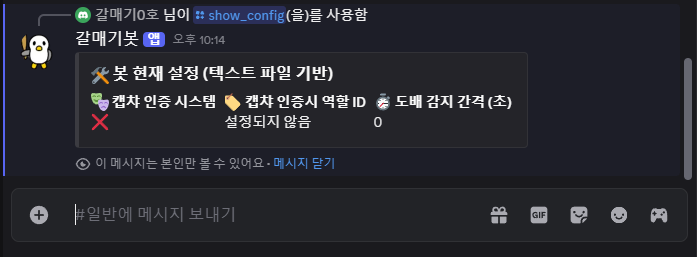 갈매기0호 님이 show_config(을)를 사용함
갈매기봇 앱 오후 10:14
🛠️ 봇 현재 설정 (텍스트 파일 기반)
🎭 캡챠 인증 시스템 🏷️ 캡챠 인증시 역할 ID ⏱️ 도배 감지 간격 (초)
❌ 설정되지 않음 0
이 메시지는 본인만 볼 수 있어요 • 메시지 닫기
#일반에 메시지 보내기
GIF